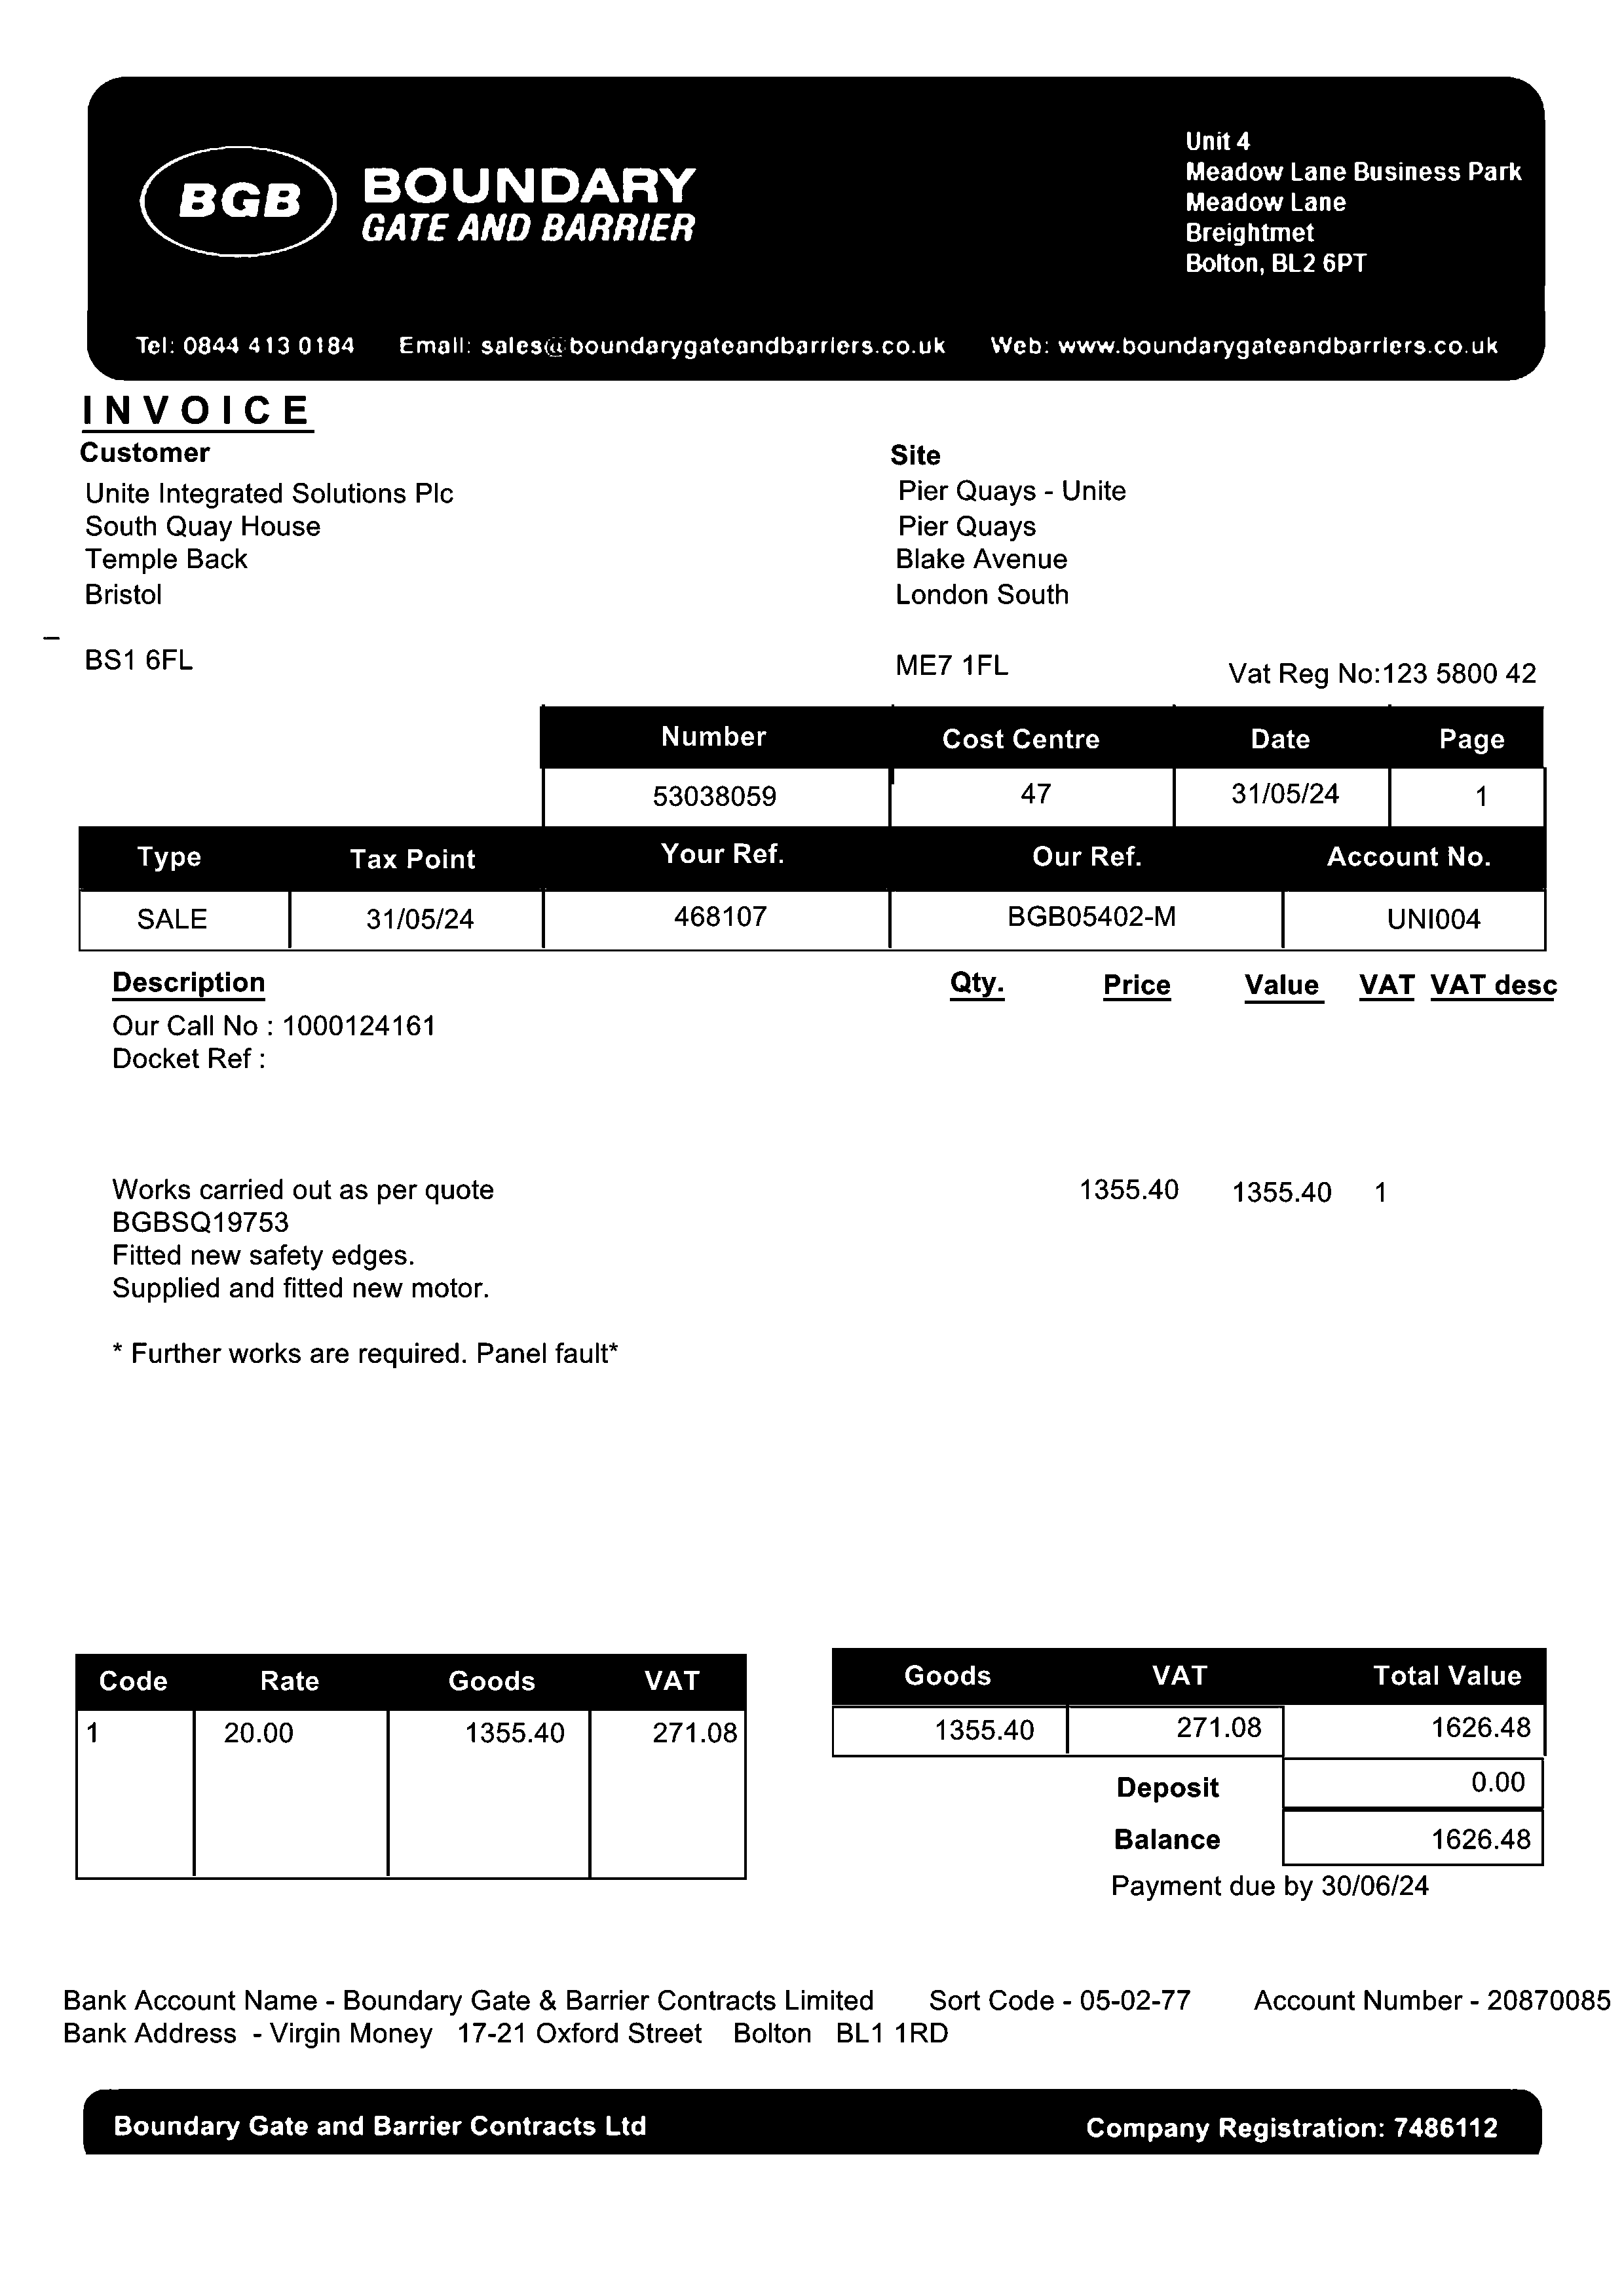 BGB
BOUNDARY
GATE AND BARRIER
Unit 4
Meadow Lane Business Park
Meadow Lane
Breightmet
Bolton, BL2 6PT
Tel: 0844 413 0184 Email: sales@boundarygateandbarriers.co.uk Web: www.boundarygateandbarriers.co.uk
INVOICE
Customer
Unite Integrated Solutions Plc
South Quay House
Temple Back
Bristol
BS1 6FL
Site
Pier Quays - Unite
Pier Quays
Blake Avenue
London South
ME7 1FL
Vat Reg No:123 5800 42
Number Cost Centre Date Page
53038059 47 31/05/24 1
Type Tax Point Your Ref. Our Ref. Account No.
SALE 31/05/24 468107 BGB05402-M UNI004
Description Qty. Price Value VAT VAT desc
Our Call No : 1000124161
Docket Ref :
Works carried out as per quote 1355.40 1355.40 1
BGBSQ19753
Fitted new safety edges.
Supplied and fitted new motor.
* Further works are required. Panel fault*
Code Rate Goods VAT
1 20.00 1355.40 271.08
Goods VAT Total Value
1355.40 271.08 1626.48
Deposit 0.00
Balance 1626.48
Payment due by 30/06/24
Bank Account Name - Boundary Gate & Barrier Contracts Limited Sort Code - 05-02-77 Account Number - 20870085
Bank Address - Virgin Money 17-21 Oxford Street Bolton BL1 1RD
Boundary Gate and Barrier Contracts Ltd Company Registration: 7486112